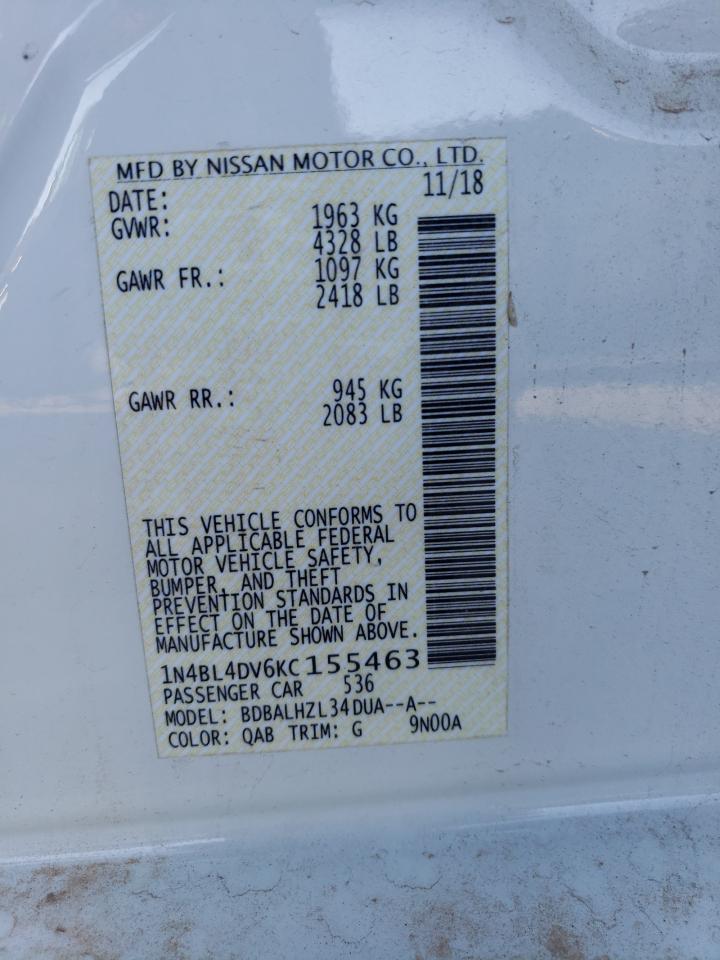 MFD BY NISSAN MOTOR CO., LTD.
DATE: 11/18
GVWR: 1963 KG
4328 LB
GAWR FR.: 1097 KG
2418 LB
GAWR RR.: 945 KG
2083 LB
THIS VEHICLE CONFORMS TO
ALL APPLICABLE FEDERAL
MOTOR VEHICLE SAFETY,
BUMPER, AND THEFT
PREVENTION STANDARDS IN
EFFECT ON THE DATE OF
MANUFACTURE SHOWN ABOVE.
1N4BL4DV6KC155463
PASSENGER CAR 536
MODEL: BDBALHZL34DUA--A--
COLOR: QAB TRIM: G 9N00A